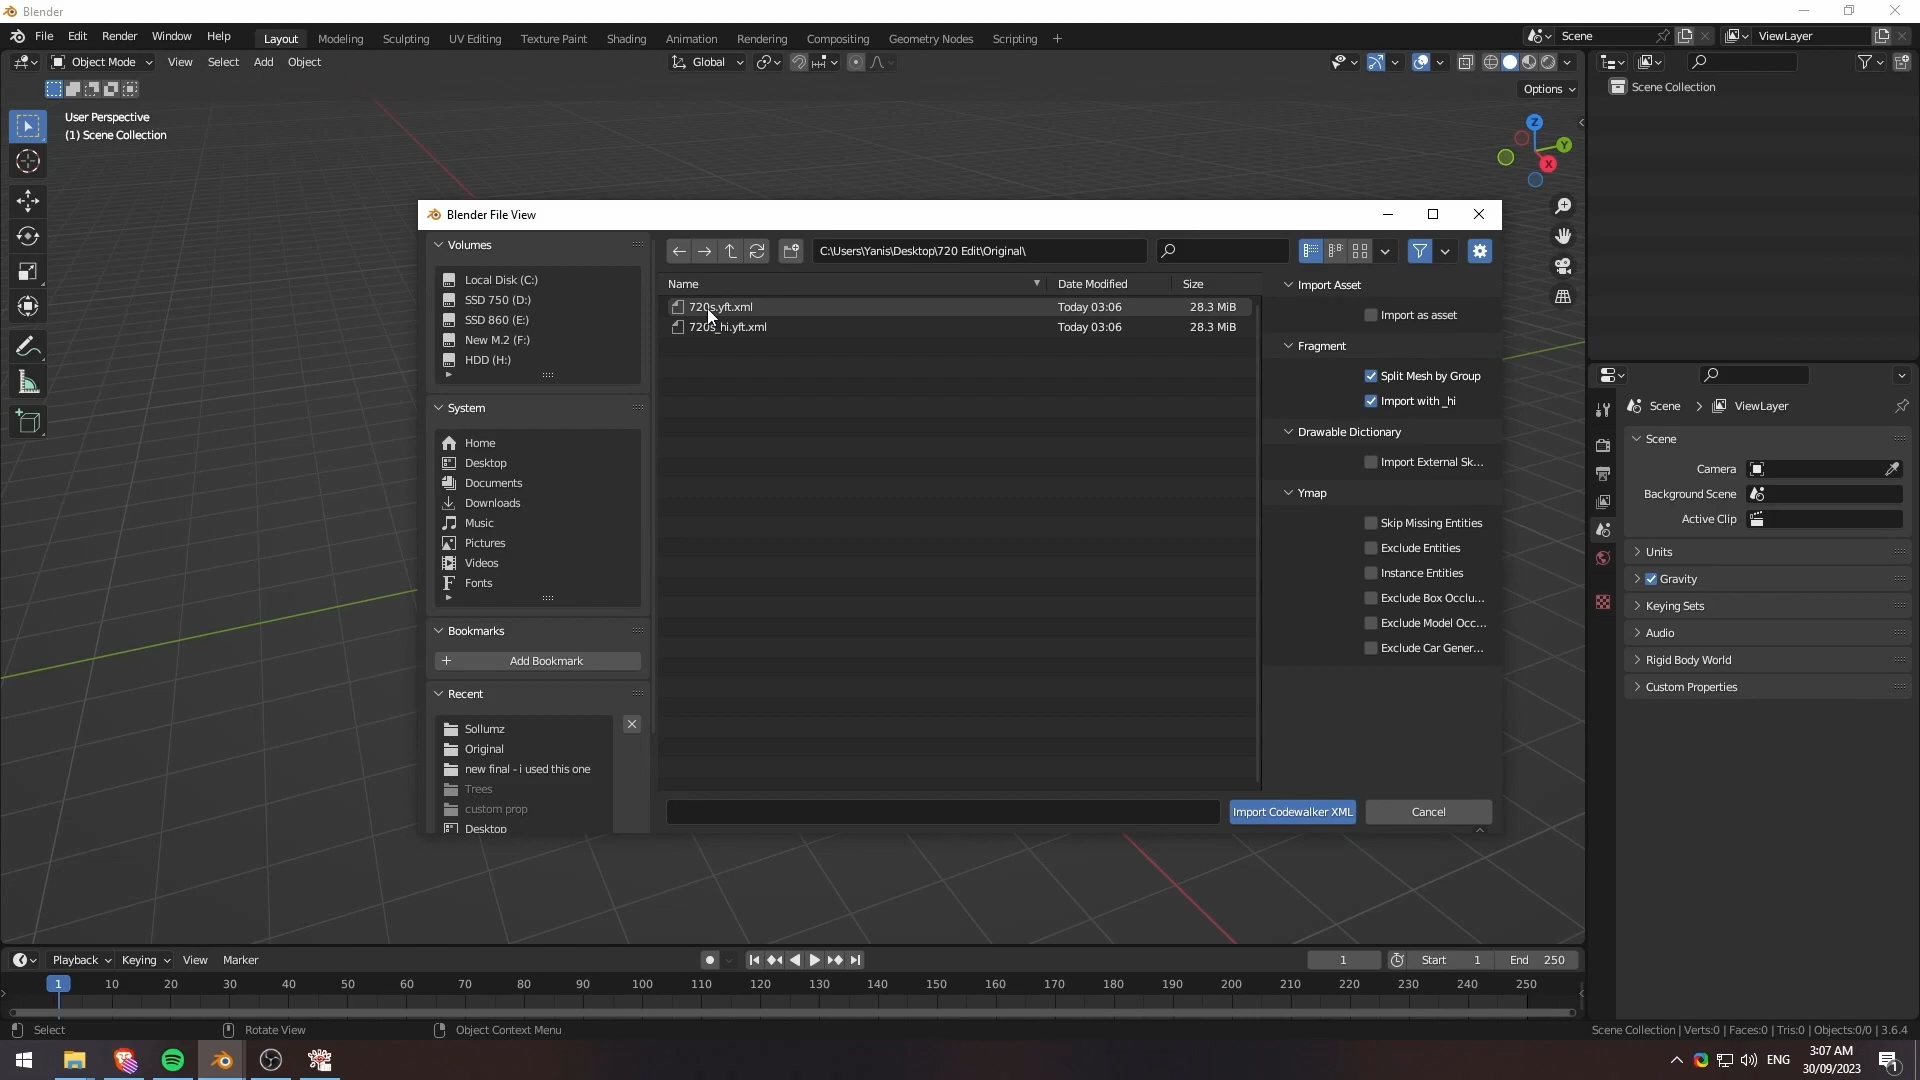 Blender
File Edit Render Window Help Layout Modeling Sculpting UV Editing Texture Paint Shading Animation Rendering Compositing Geometry Nodes Scripting + Scene ViewLayer
Object Mode View Select Add Object Global
Options
User Perspective
(1) Scene Collection
Z
Y
X
Scene Collection
Blender File View
Volumes
Local Disk (C:)
SSD 750 (D:)
SSD 860 (E:)
New M.2 (F:)
HDD (H:)
System
Home
Desktop
Documents
Downloads
Music
Pictures
Videos
Fonts
Bookmarks
Add Bookmark
Recent
Sollumz
Original
new final - i used this one
Trees
custom prop
Desktop
C:\Users\Yanis\Desktop\720 Edit\Original\
Name Date Modified Size
720s.yft.xml Today 03:06 28.3 MiB
720s_hi.yft.xml Today 03:06 28.3 MiB
Import Asset
Import as asset
Fragment
Split Mesh by Group
Import with _hi
Drawable Dictionary
Import External Sk...
Ymap
Skip Missing Entities
Exclude Entities
Instance Entities
Exclude Box Occlu...
Exclude Model Occ...
Exclude Car Gener...
Import Codewalker XML Cancel
Scene ViewLayer
Scene
Camera
Background Scene
Active Clip
Units
Gravity
Keying Sets
Audio
Rigid Body World
Custom Properties
Playback Keying View Marker 1 Start 1 End 250
1 10 20 30 40 50 60 70 80 90 100 110 120 130 140 150 160 170 180 190 200 210 220 230 240 250
Select Rotate View Object Context Menu Scene Collection | Verts:0 | Faces:0 | Tris:0 | Objects:0/0 | 3.6.4
ENG 3:07 AM
30/09/2023
1